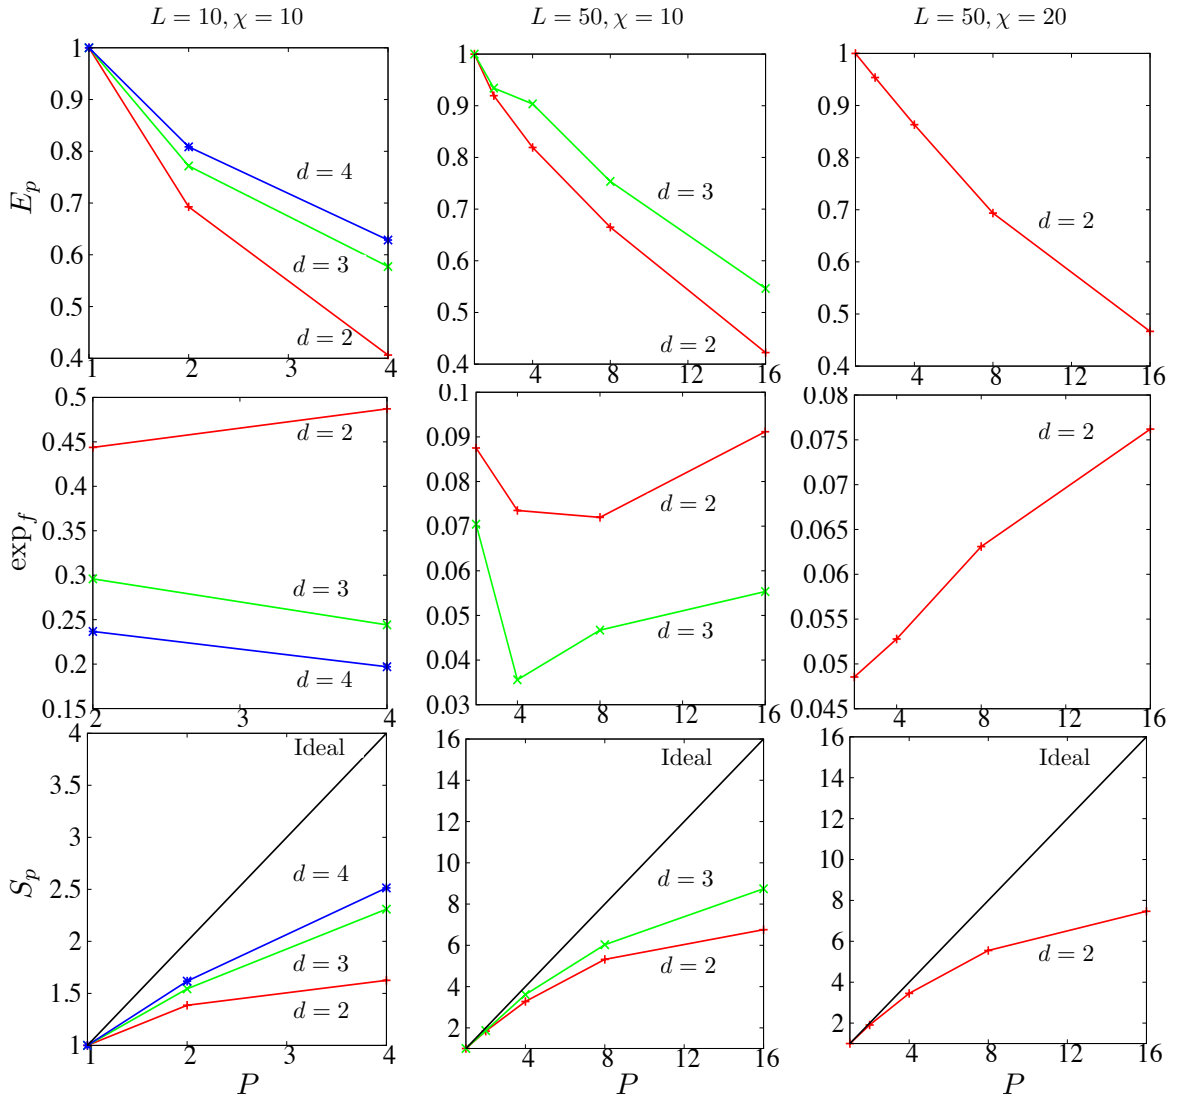 L = 10, χ = 10
L = 50, χ = 10
L = 50, χ = 20
E_p
1
0.9
0.8
0.7
0.6
0.5
0.4
1 2 3 4
d = 4
d = 3
d = 2
1
0.9
0.8
0.7
0.6
0.5
0.4
4 8 12 16
d = 3
d = 2
1
0.9
0.8
0.7
0.6
0.5
0.4
4 8 12 16
d = 2
exp_f
0.5
0.45
0.4
0.35
0.3
0.25
0.2
0.15
2 3 4
d = 2
d = 3
d = 4
0.1
0.09
0.08
0.07
0.06
0.05
0.04
0.03
4 8 12 16
d = 2
d = 3
0.08
0.075
0.07
0.065
0.06
0.055
0.05
0.045
4 8 12 16
d = 2
S_p
4
3.5
3
2.5
2
1.5
1
1 2 3 4
Ideal
d = 4
d = 3
d = 2
P
16
14
12
10
8
6
4
2
4 8 12 16
Ideal
d = 3
d = 2
P
16
14
12
10
8
6
4
2
4 8 12 16
Ideal
d = 2
P